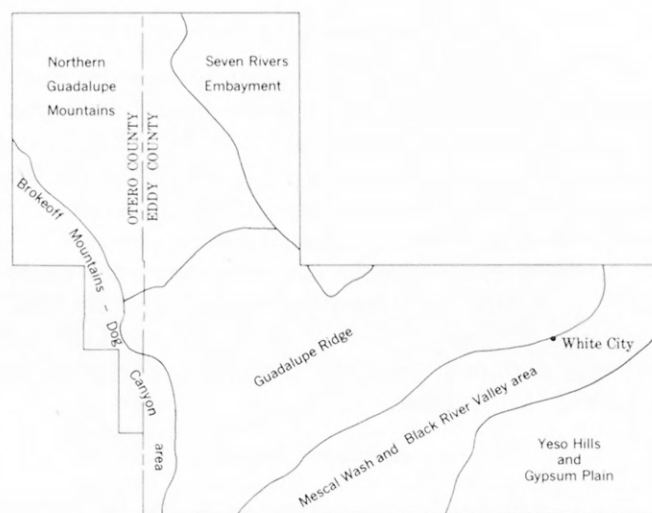 Northern
Guadalupe
Mountains
Seven Rivers
Embayment
OTERO COUNTY
EDDY COUNTY
Brokeoff Mountains – Dog Canyon area
Guadalupe Ridge
White City
Mescal Wash and Black River Valley area
Yeso Hills
and
Gypsum Plain